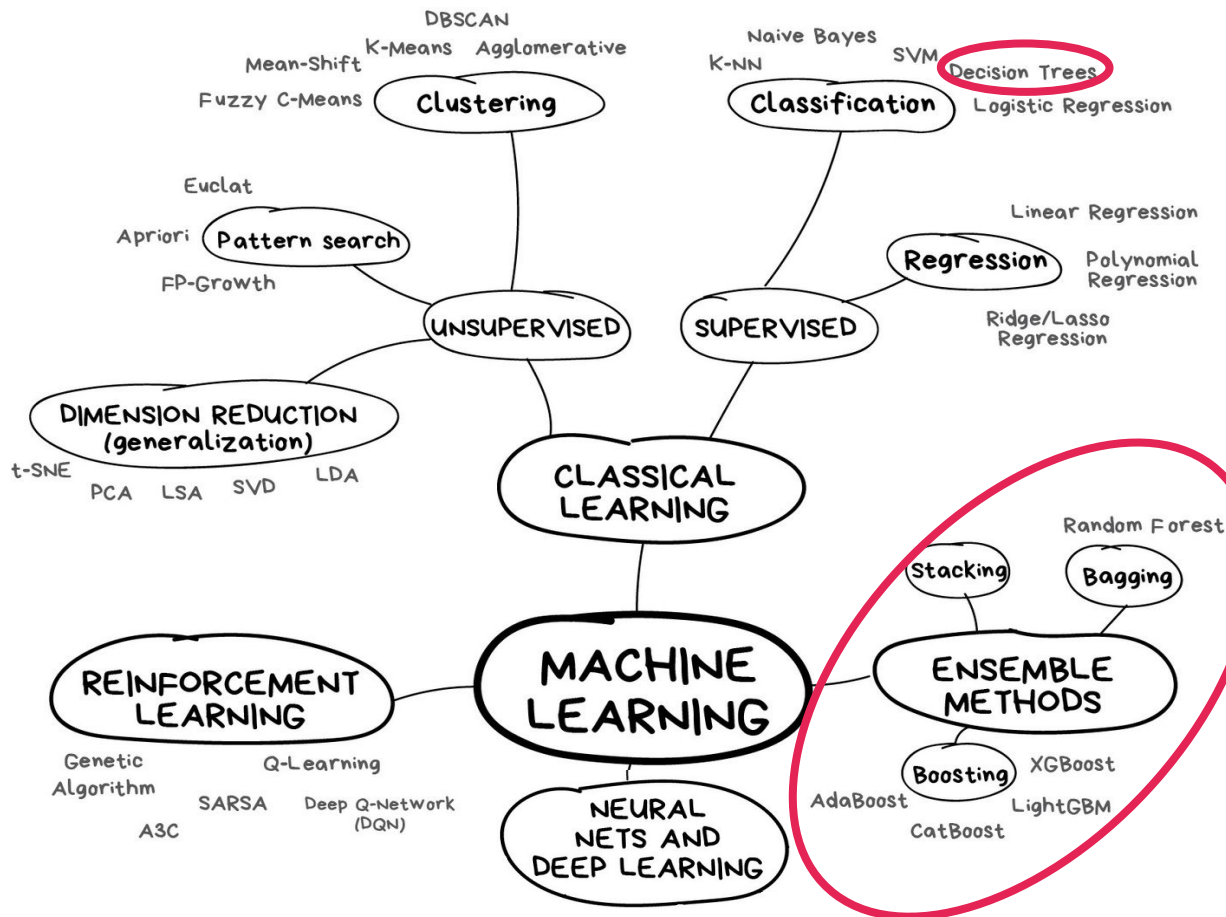 DBSCAN
K-Means
Agglomerative
Mean-Shift
Fuzzy C-Means
Clustering
Naive Bayes
K-NN
SVM
Decision Trees
Classification
Logistic Regression
Euclat
Apriori
Pattern search
FP-Growth
Linear Regression
Regression
Polynomial
Regression
Ridge/Lasso
Regression
UNSUPERVISED
SUPERVISED
DIMENSION REDUCTION
(generalization)
t-SNE
PCA
LSA
SVD
LDA
CLASSICAL
LEARNING
Random Forest
Stacking
Bagging
MACHINE
LEARNING
ENSEMBLE
METHODS
REINFORCEMENT
LEARNING
Genetic
Algorithm
Q-Learning
SARSA
Deep Q-Network
(DQN)
A3C
Boosting
XGBoost
AdaBoost
LightGBM
CatBoost
NEURAL
NETS AND
DEEP LEARNING